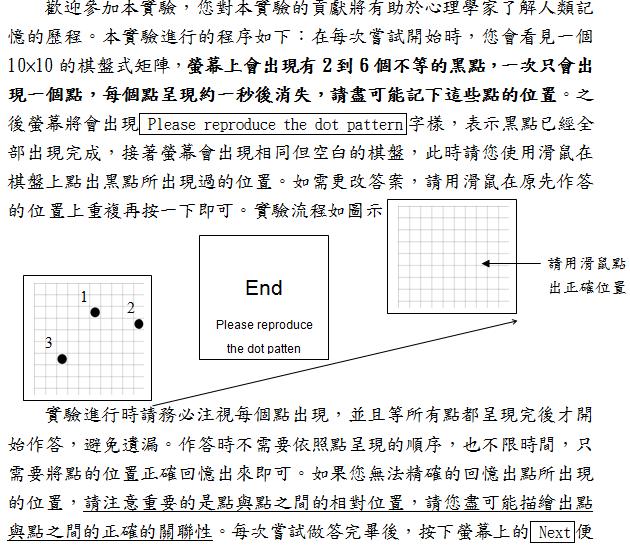 歡迎參加本實驗，您對本實驗的貢獻將有助於心理學家了解人類記
憶的歷程。本實驗進行的程序如下：在每次嘗試開始時，您會看見一個
10×10 的棋盤式矩陣，螢幕上會出現有 2 到 6 個不等的黑點，一次只會出
現一個點，每個點呈現約一秒後消失，請盡可能記下這些點的位置。之
後螢幕將會出現 Please reproduce the dot pattern 字樣，表示黑點已經全
部出現完成，接著螢幕會出現相同但空白的棋盤，此時請您使用滑鼠在
棋盤上點出黑點所出現過的位置。如需更改答案，請用滑鼠在原先作答
的位置上重複再按一下即可。實驗流程如圖示
請用滑鼠點
出正確位置
1
2
3
End
Please reproduce
the dot patten
實驗進行時請務必注視每個點出現，並且等所有點都呈現完後才開
始作答，避免遺漏。作答時不需要依照點呈現的順序，也不限時間，只
需要將點的位置正確回憶出來即可。如果您無法精確的回憶出點所出現
的位置，請注意重要的是點與點之間的相對位置，請您盡可能描繪出點
與點之間的正確的關聯性。每次嘗試做答完畢後，按下螢幕上的 Next 便